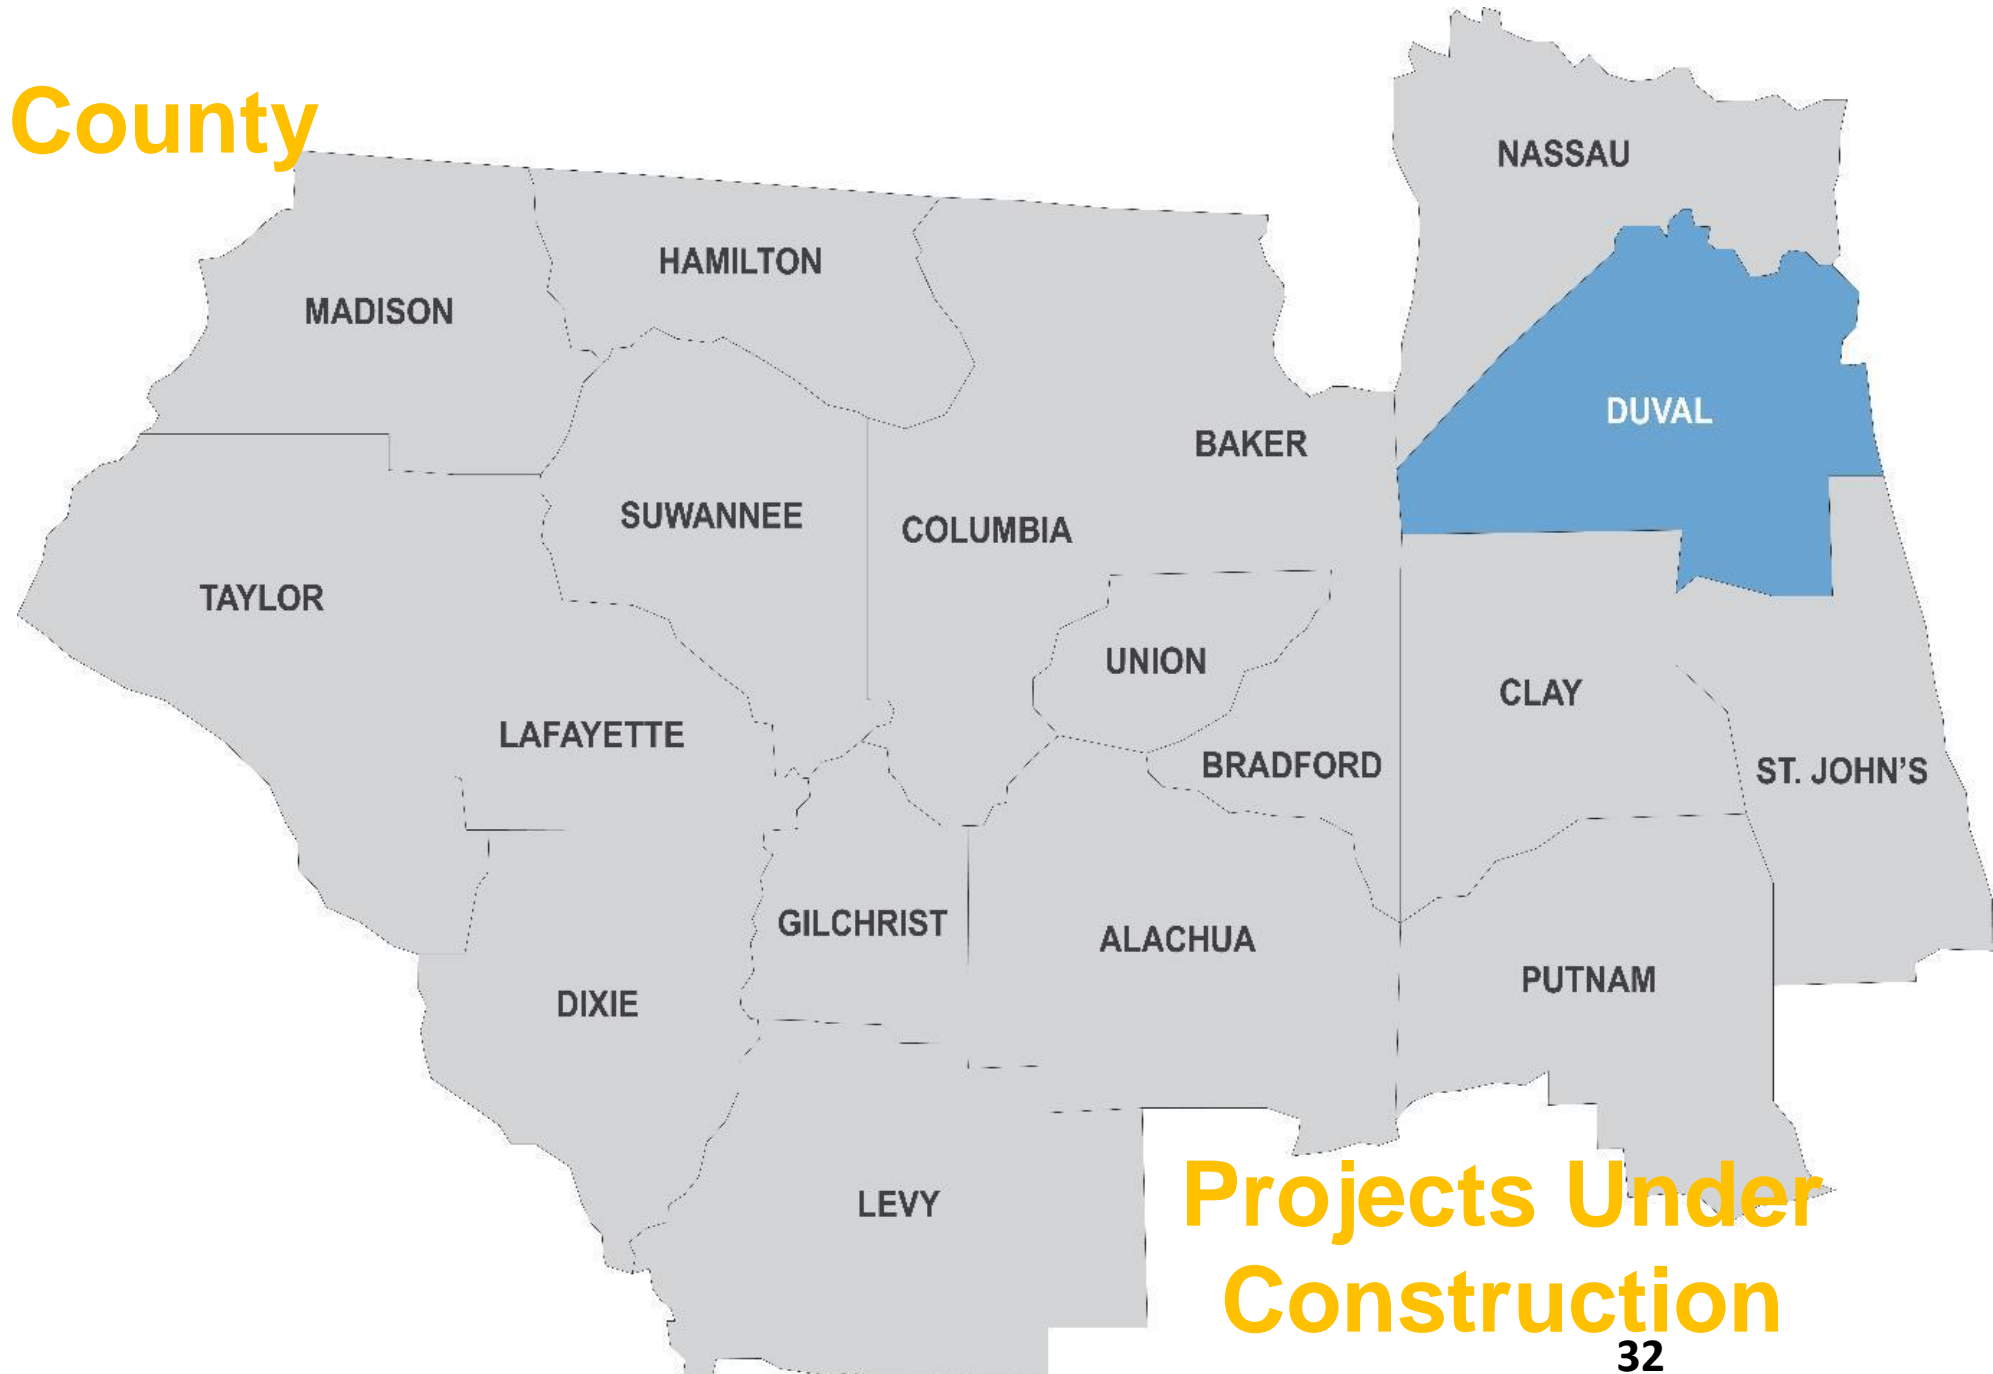 County
NASSAU
HAMILTON
MADISON
DUVAL
BAKER
SUWANNEE
COLUMBIA
TAYLOR
UNION
CLAY
LAFAYETTE
BRADFORD
ST. JOHN'S
GILCHRIST
ALACHUA
PUTNAM
DIXIE
LEVY
Projects Under
Construction
32